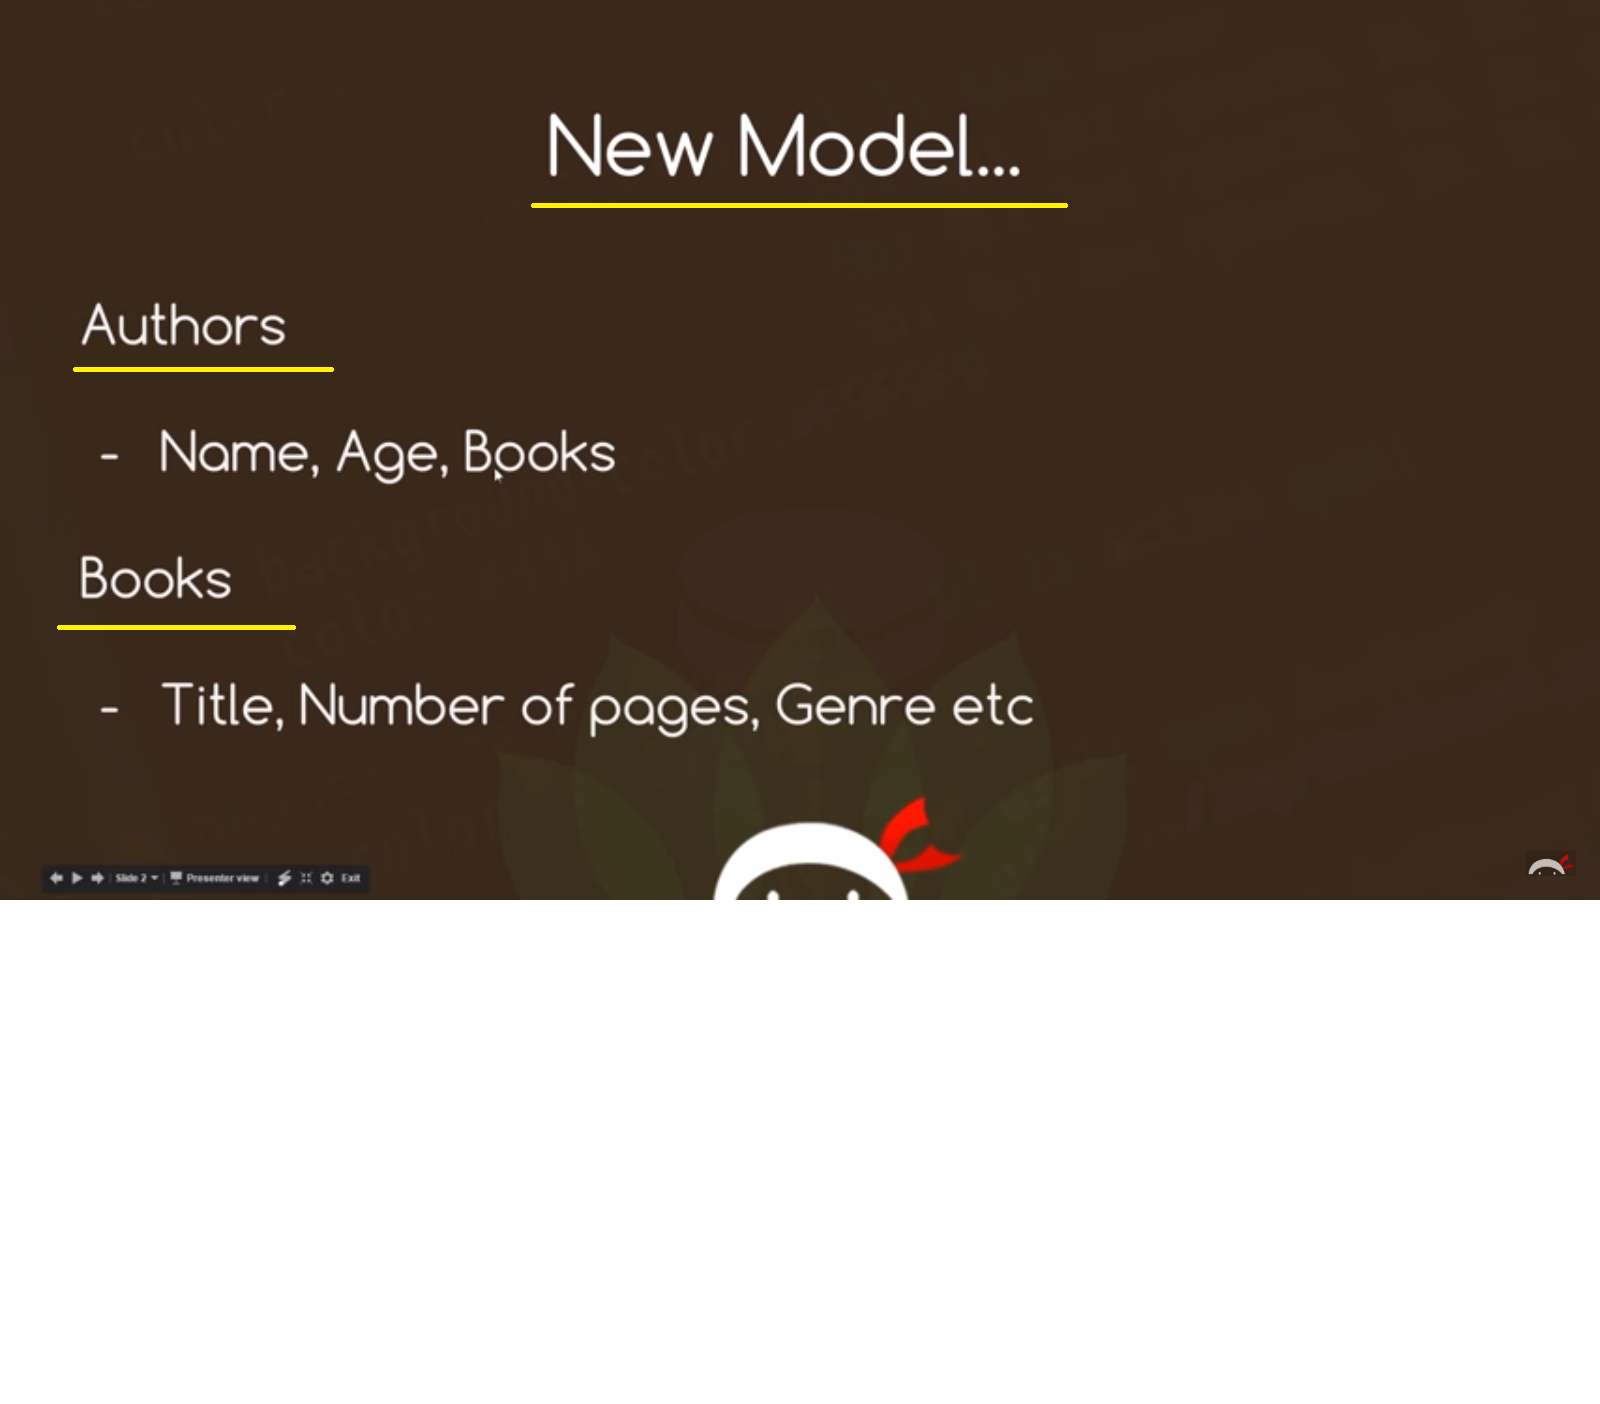 New Model...
Authors
- Name, Age, Books
Books
- Title, Number of pages, Genre etc
Slide 2 Presenter view Exit